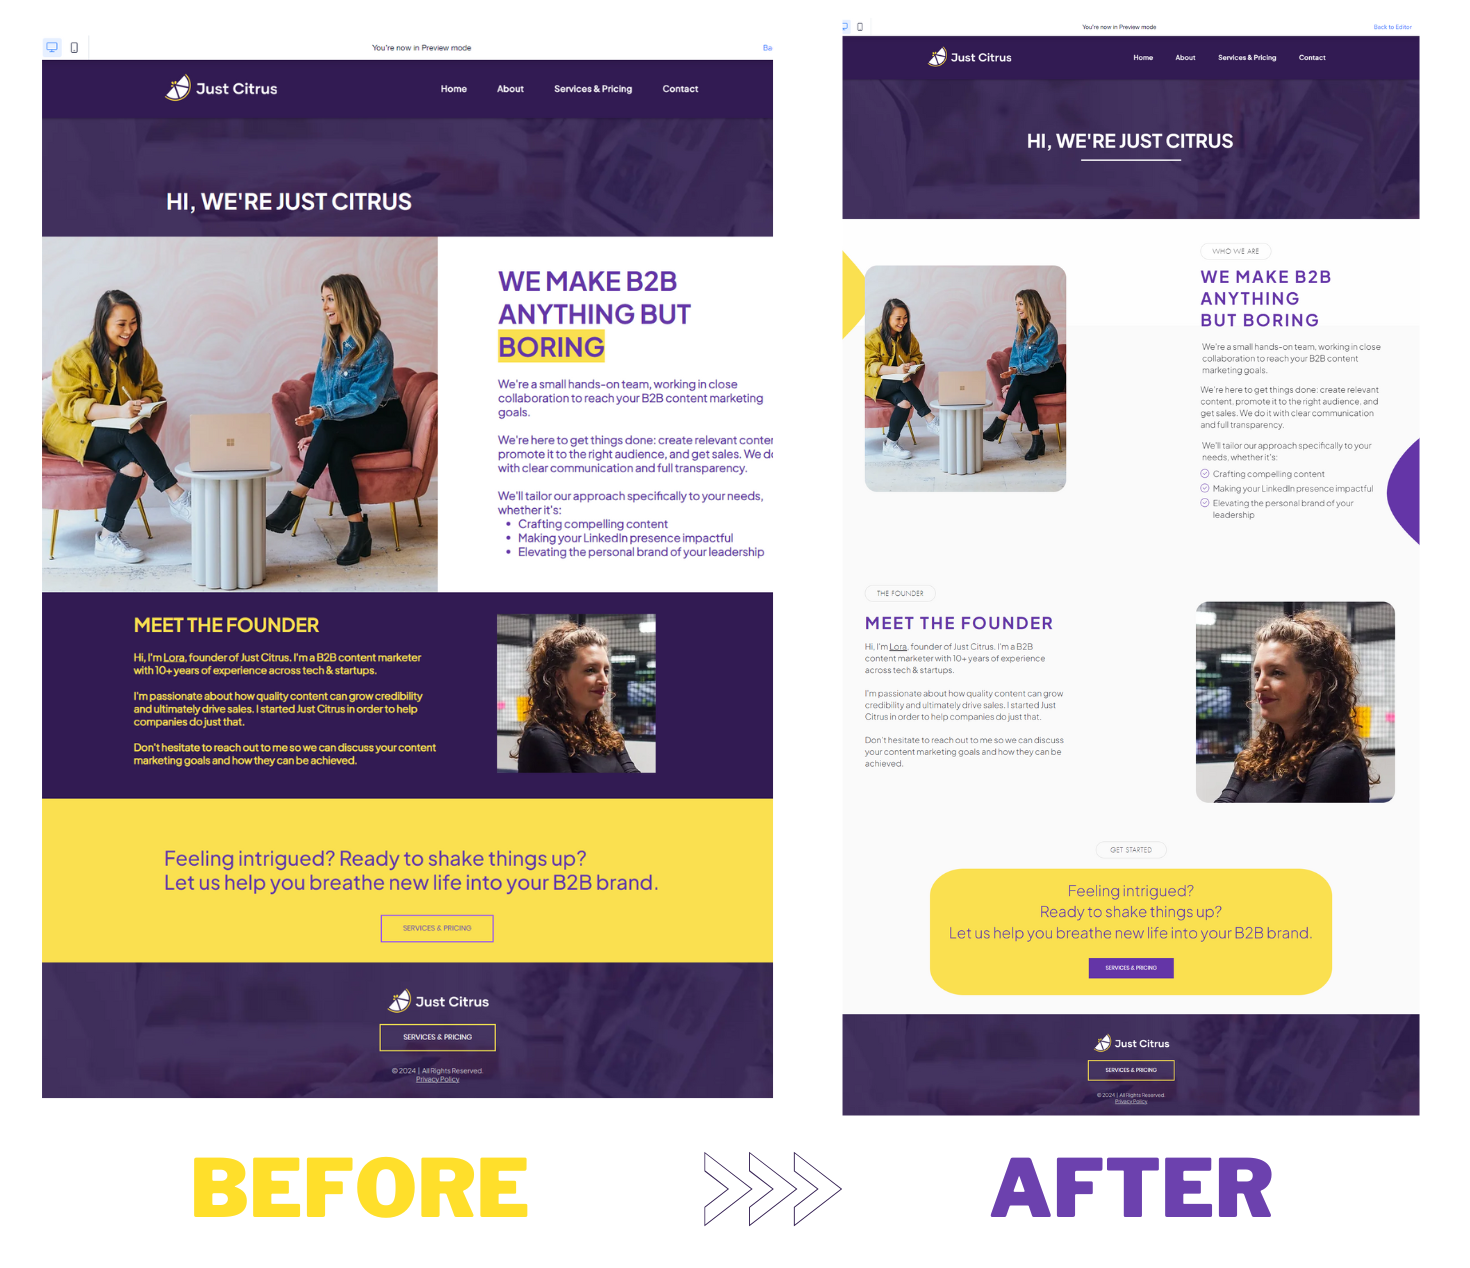 You're now in Preview mode
Ba
Just Citrus
Home
About
Services & Pricing
Contact
HI, WE'RE JUST CITRUS
WE MAKE B2B
ANYTHING BUT
BORING
We're a small hands-on team, working in close
collaboration to reach your B2B content marketing
goals.
We're here to get things done: create relevant conter
promote it to the right audience, and get sales. We do
with clear communication and full transparency.
We'll tailor our approach specifically to your needs,
whether it's:
• Crafting compelling content
• Making your LinkedIn presence impactful
• Elevating the personal brand of your leadership
MEET THE FOUNDER
Hi, I'm Lora, founder of Just Citrus. I'm a B2B content marketer
with 10+ years of experience across tech & startups.
I'm passionate about how quality content can grow credibility
and ultimately drive sales. I started Just Citrus in order to help
companies do just that.
Don't hesitate to reach out to me so we can discuss your content
marketing goals and how they can be achieved.
Feeling intrigued? Ready to shake things up?
Let us help you breathe new life into your B2B brand.
SERVICES & PRICING
Just Citrus
SERVICES & PRICING
© 2024 | All Rights Reserved.
Privacy Policy
BEFORE
You're now in Preview mode
Back to Editor
Just Citrus
Home
About
Services & Pricing
Contact
HI, WE'RE JUST CITRUS
WHO WE ARE
WE MAKE B2B
ANYTHING
BUT BORING
We're a small hands-on team, working in close
collaboration to reach your B2B content
marketing goals.
We're here to get things done: create relevant
content, promote it to the right audience, and
get sales. We do it with clear communication
and full transparency.
We'll tailor our approach specifically to your
needs, whether it's:
Crafting compelling content
Making your LinkedIn presence impactful
Elevating the personal brand of your
leadership
THE FOUNDER
MEET THE FOUNDER
Hi, I'm Lora, founder of Just Citrus. I'm a B2B
content marketer with 10+ years of experience
across tech & startups.
I'm passionate about how quality content can grow
credibility and ultimately drive sales. I started Just
Citrus in order to help companies do just that.
Don't hesitate to reach out to me so we can discuss
your content marketing goals and how they can be
achieved.
GET STARTED
Feeling intrigued?
Ready to shake things up?
Let us help you breathe new life into your B2B brand.
SERVICES & PRICING
Just Citrus
SERVICES & PRICING
© 2024 | All Rights Reserved.
Privacy Policy
AFTER